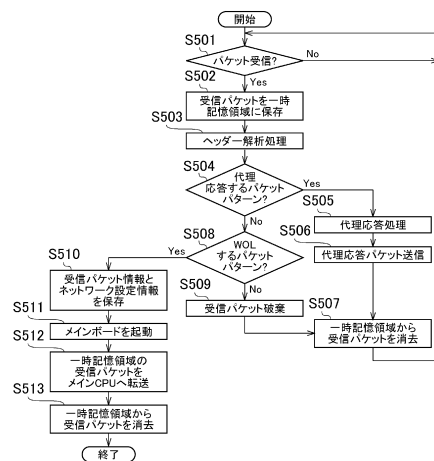 開始
S501
パケット受信?
No
Yes
S502
受信パケットを一時
記憶領域に保存
S503
ヘッダー解析処理
S504
代理
応答するパケット
パターン?
Yes
No
S505
代理応答処理
S506
代理応答パケット送信
S508
WOL
するパケット
パターン?
Yes
No
S509
受信パケット破棄
S507
一時記憶領域から
受信パケットを消去
S510
受信パケット情報と
ネットワーク設定情報
を保存
S511
メインボードを起動
S512
一時記憶領域の
受信パケットを
メインCPUへ転送
S513
一時記憶領域から
受信パケットを消去
終了